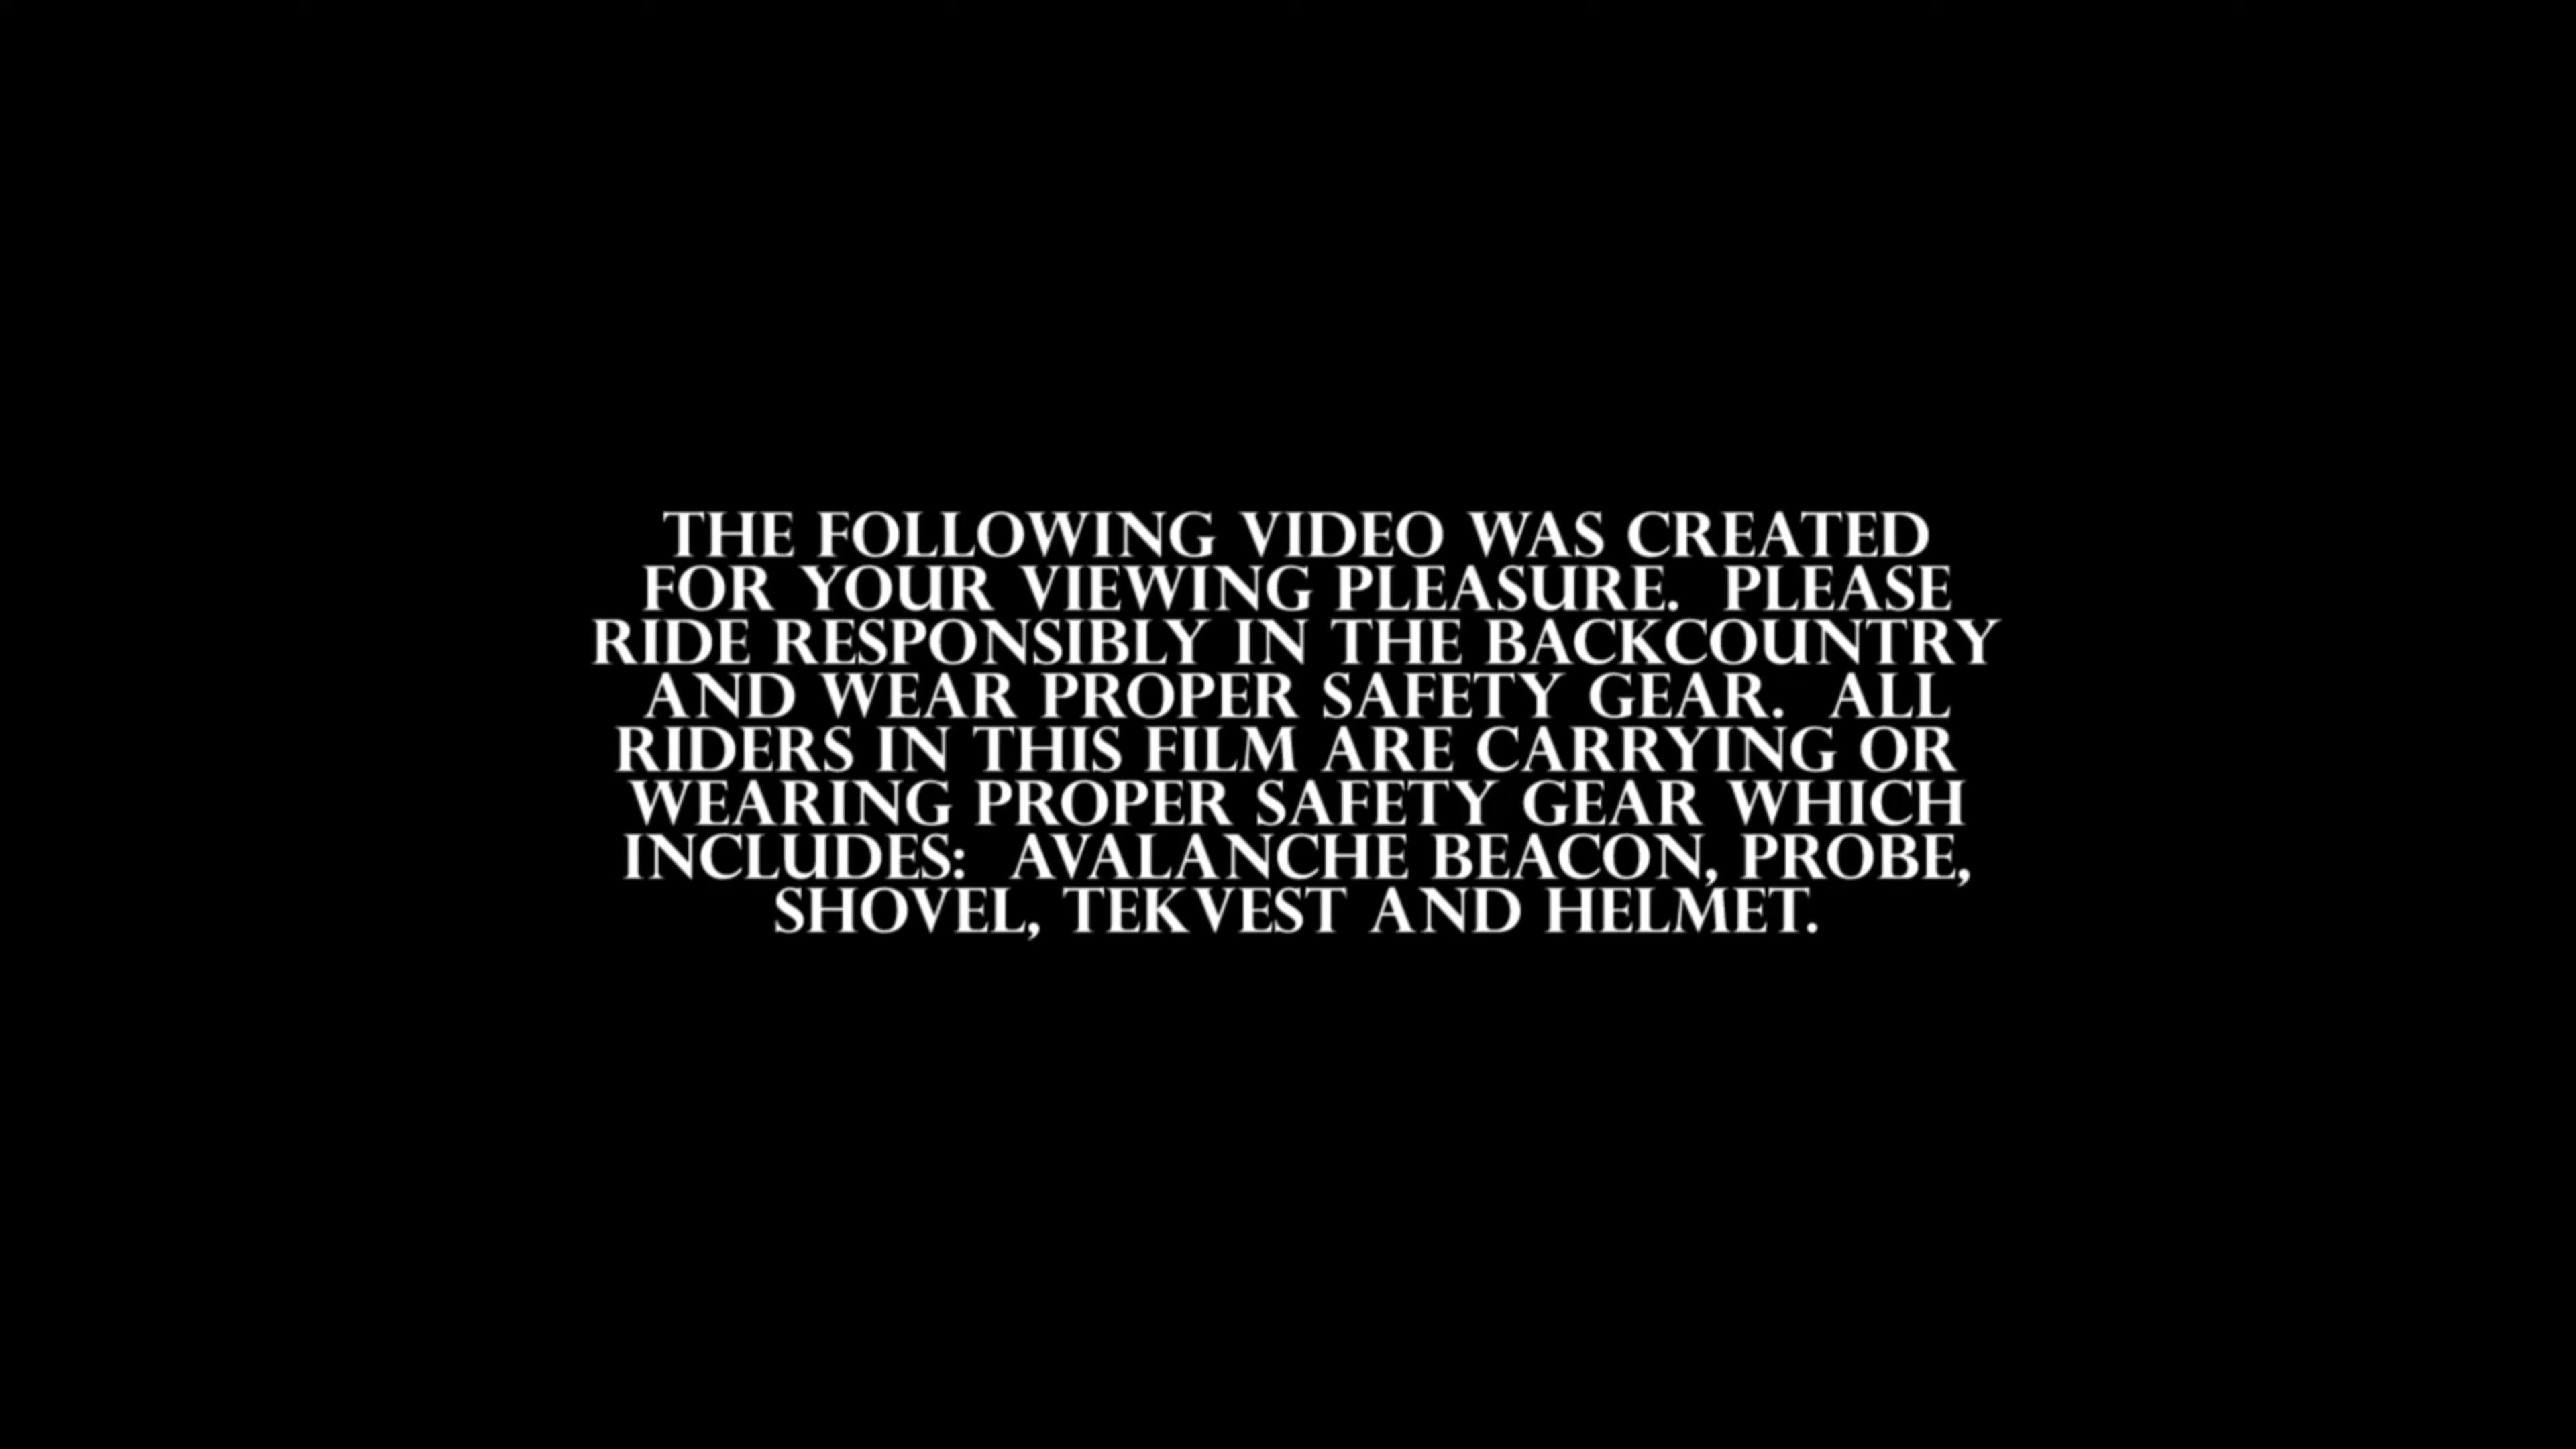 THE FOLLOWING VIDEO WAS CREATED
FOR YOUR VIEWING PLEASURE.  PLEASE
RIDE RESPONSIBLY IN THE BACKCOUNTRY
AND WEAR PROPER SAFETY GEAR.  ALL
RIDERS IN THIS FILM ARE CARRYING OR
WEARING PROPER SAFETY GEAR WHICH
INCLUDES:  AVALANCHE BEACON, PROBE,
SHOVEL, TEKVEST AND HELMET.